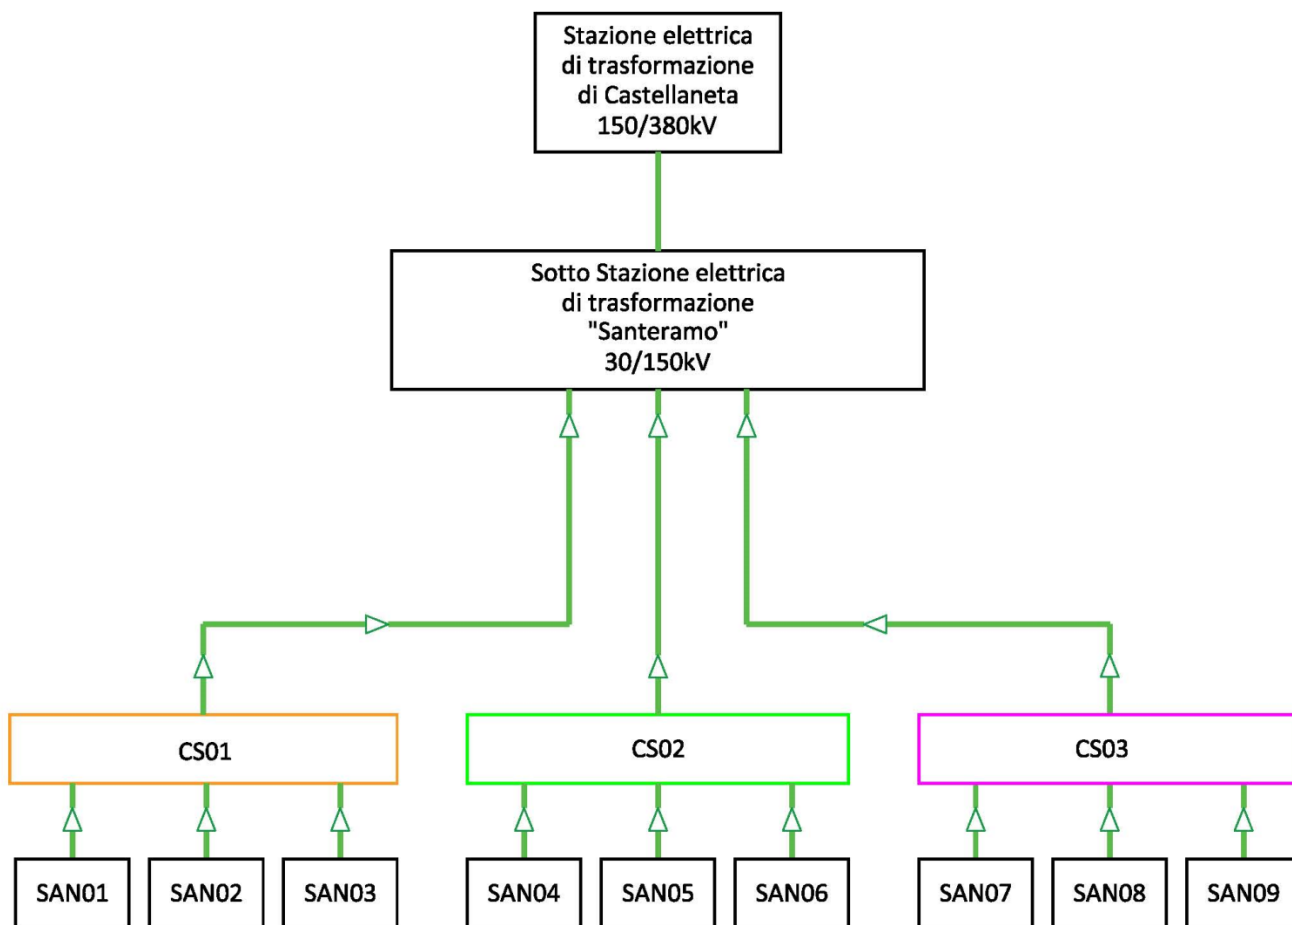 Stazione elettrica
di trasformazione
di Castellaneta
150/380kV
Sotto Stazione elettrica
di trasformazione
"Santeramo"
30/150kV
CS01
CS02
CS03
SAN01
SAN02
SAN03
SAN04
SAN05
SAN06
SAN07
SAN08
SAN09